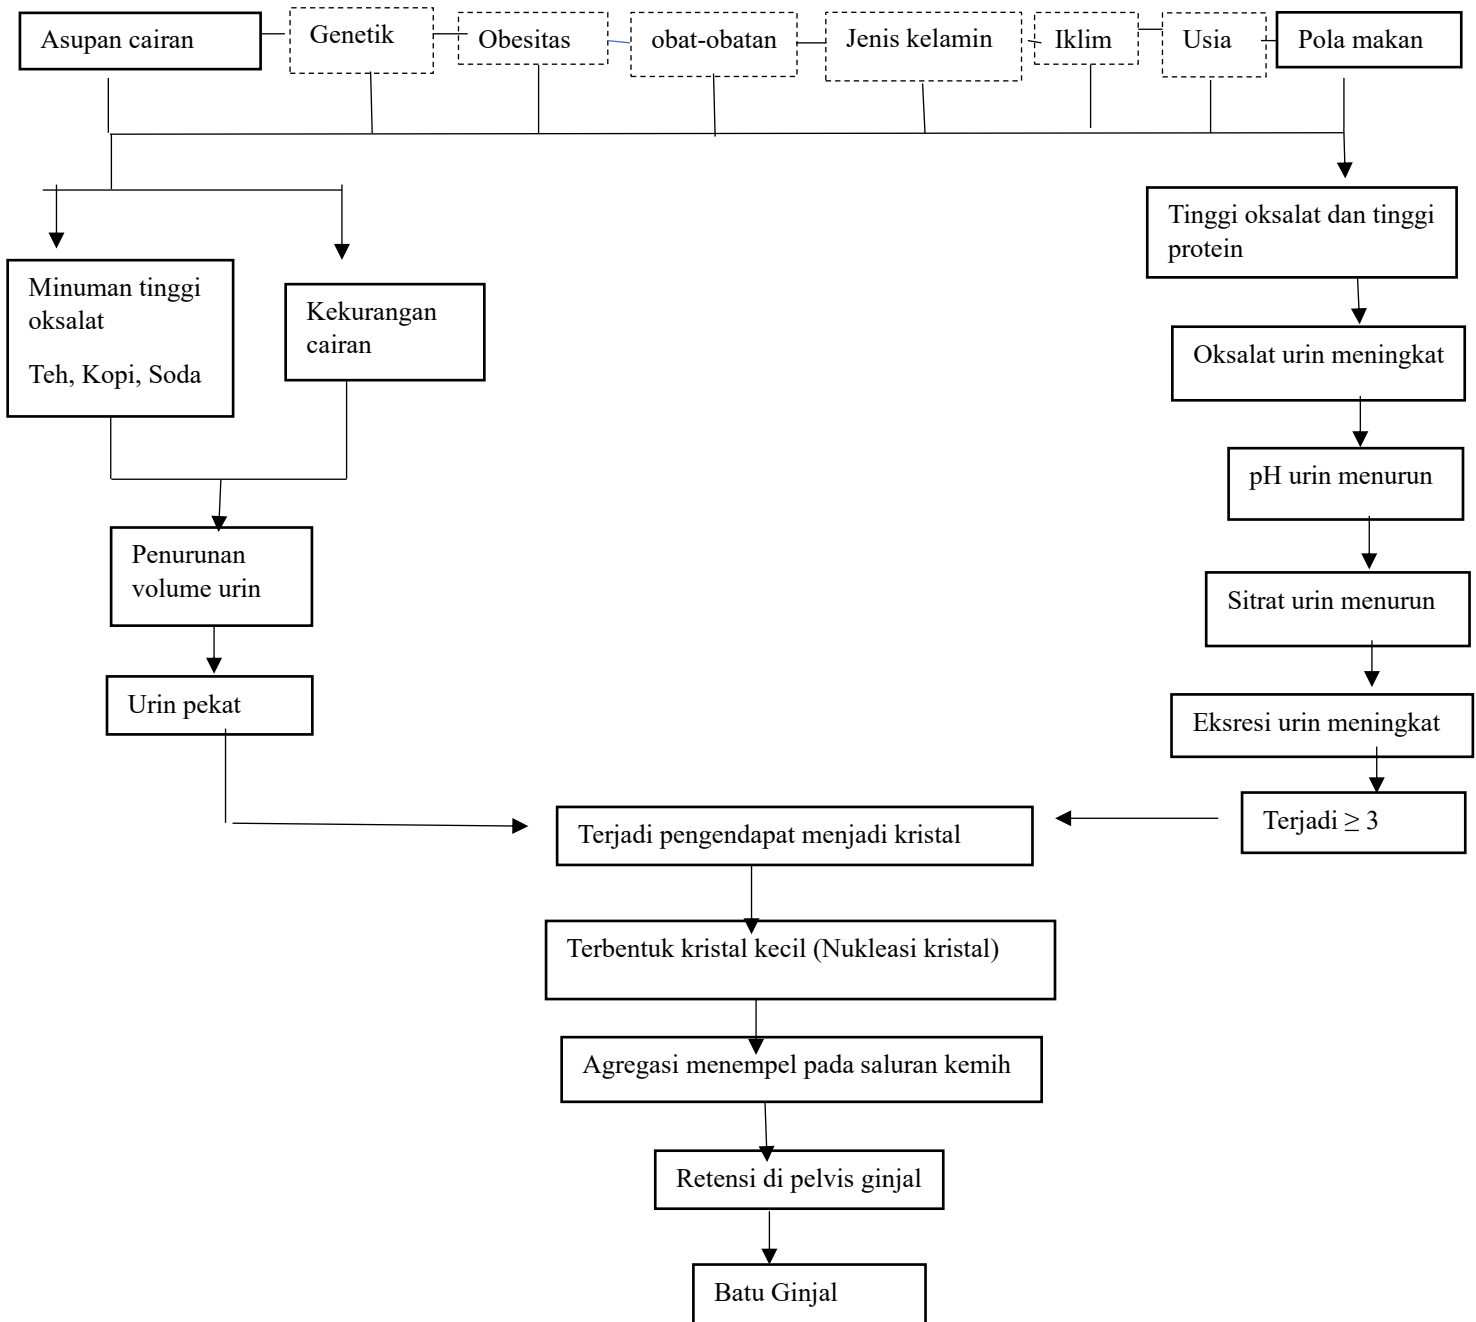 Asupan cairan
Genetik
Obesitas
obat-obatan
Jenis kelamin
Iklim
Usia
Pola makan
Tinggi oksalat dan tinggi
protein
Minuman tinggi
oksalat
Teh, Kopi, Soda
Kekurangan
cairan
Oksalat urin meningkat
pH urin menurun
Penurunan
volume urin
Sitrat urin menurun
Urin pekat
Eksresi urin meningkat
Terjadi ≥ 3
Terjadi pengendapat menjadi kristal
Terbentuk kristal kecil (Nukleasi kristal)
Agregasi menempel pada saluran kemih
Retensi di pelvis ginjal
Batu Ginjal